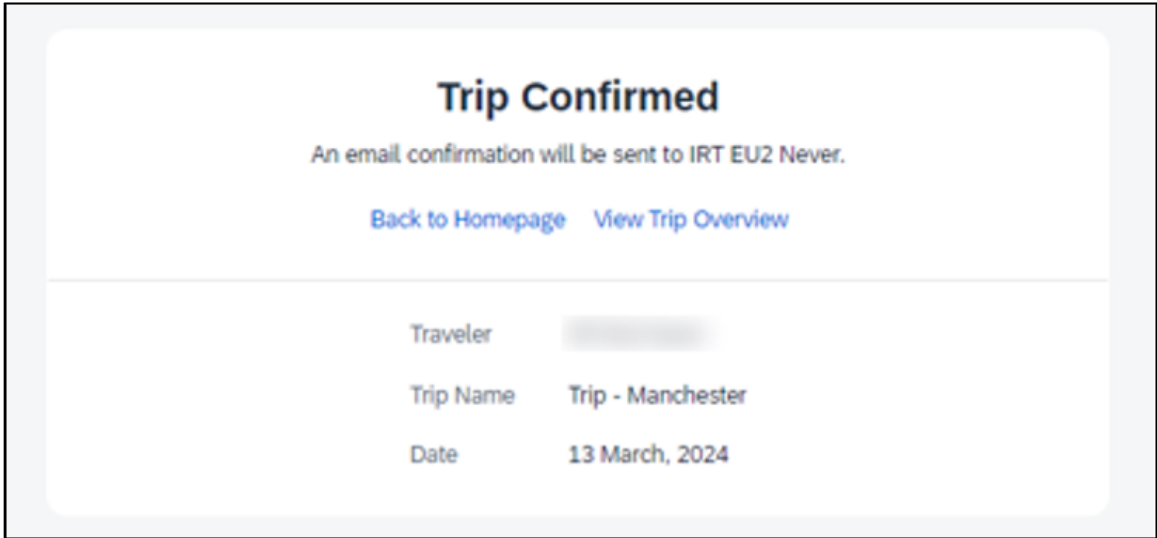 Trip Confirmed
An email confirmation will be sent to IRT EU2 Never.
Back to Homepage View Trip Overview
Traveler
Trip Name Trip - Manchester
Date 13 March, 2024